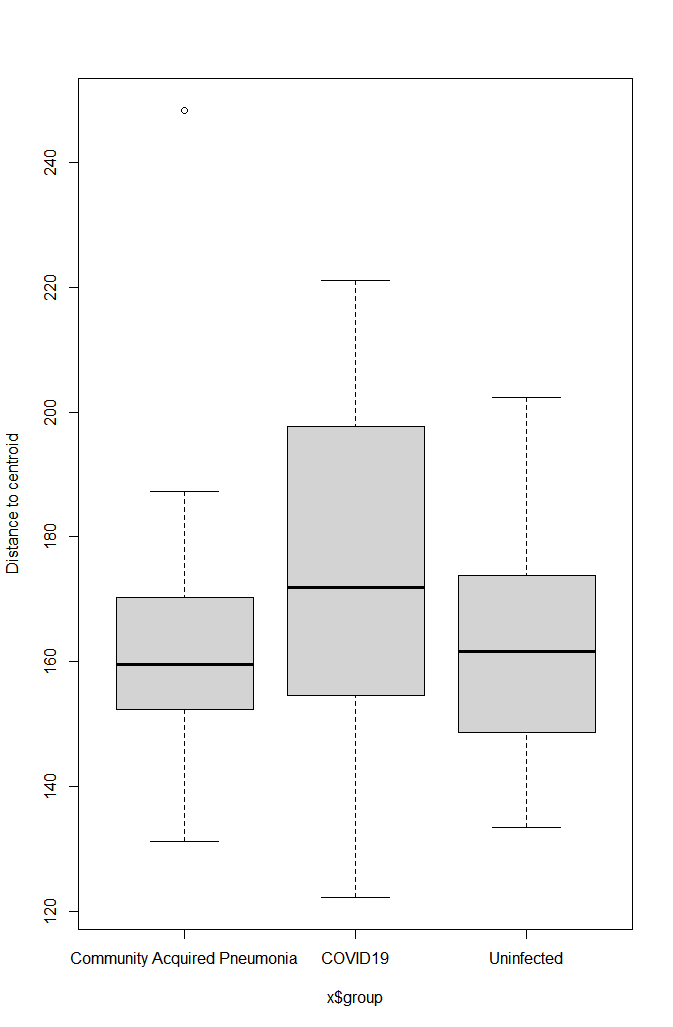 240
220
200
180
160
140
120
Distance to centroid
Community Acquired Pneumonia
COVID19
Uninfected
x$group